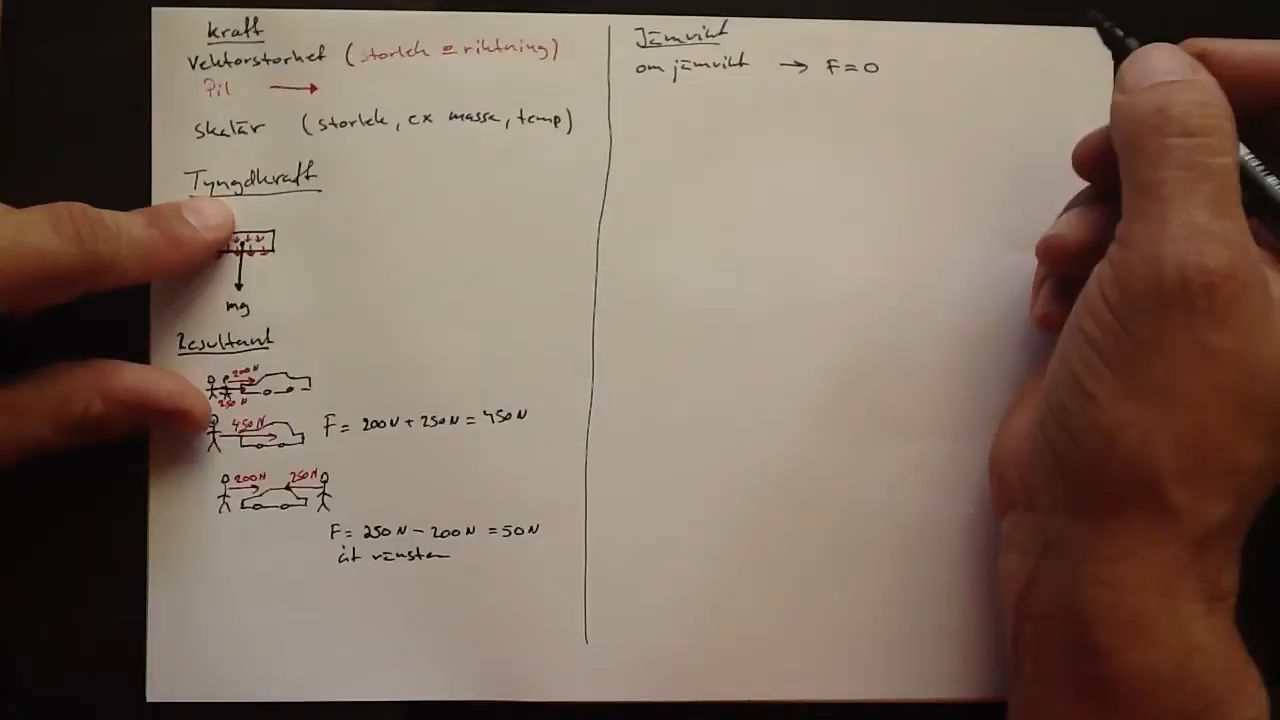 kraft
Vektorstorhet (storlek o riktning)
Pil →
Skalär (storlek, ex massa, temp)
Tyngdkraft
mg
Resultant
200 N
250 N
450 N F = 200 N + 250 N = 450 N
200 N 250 N
F = 250 N - 200 N = 50 N
åt vänster
Jämvikt
om jämvikt → F = 0